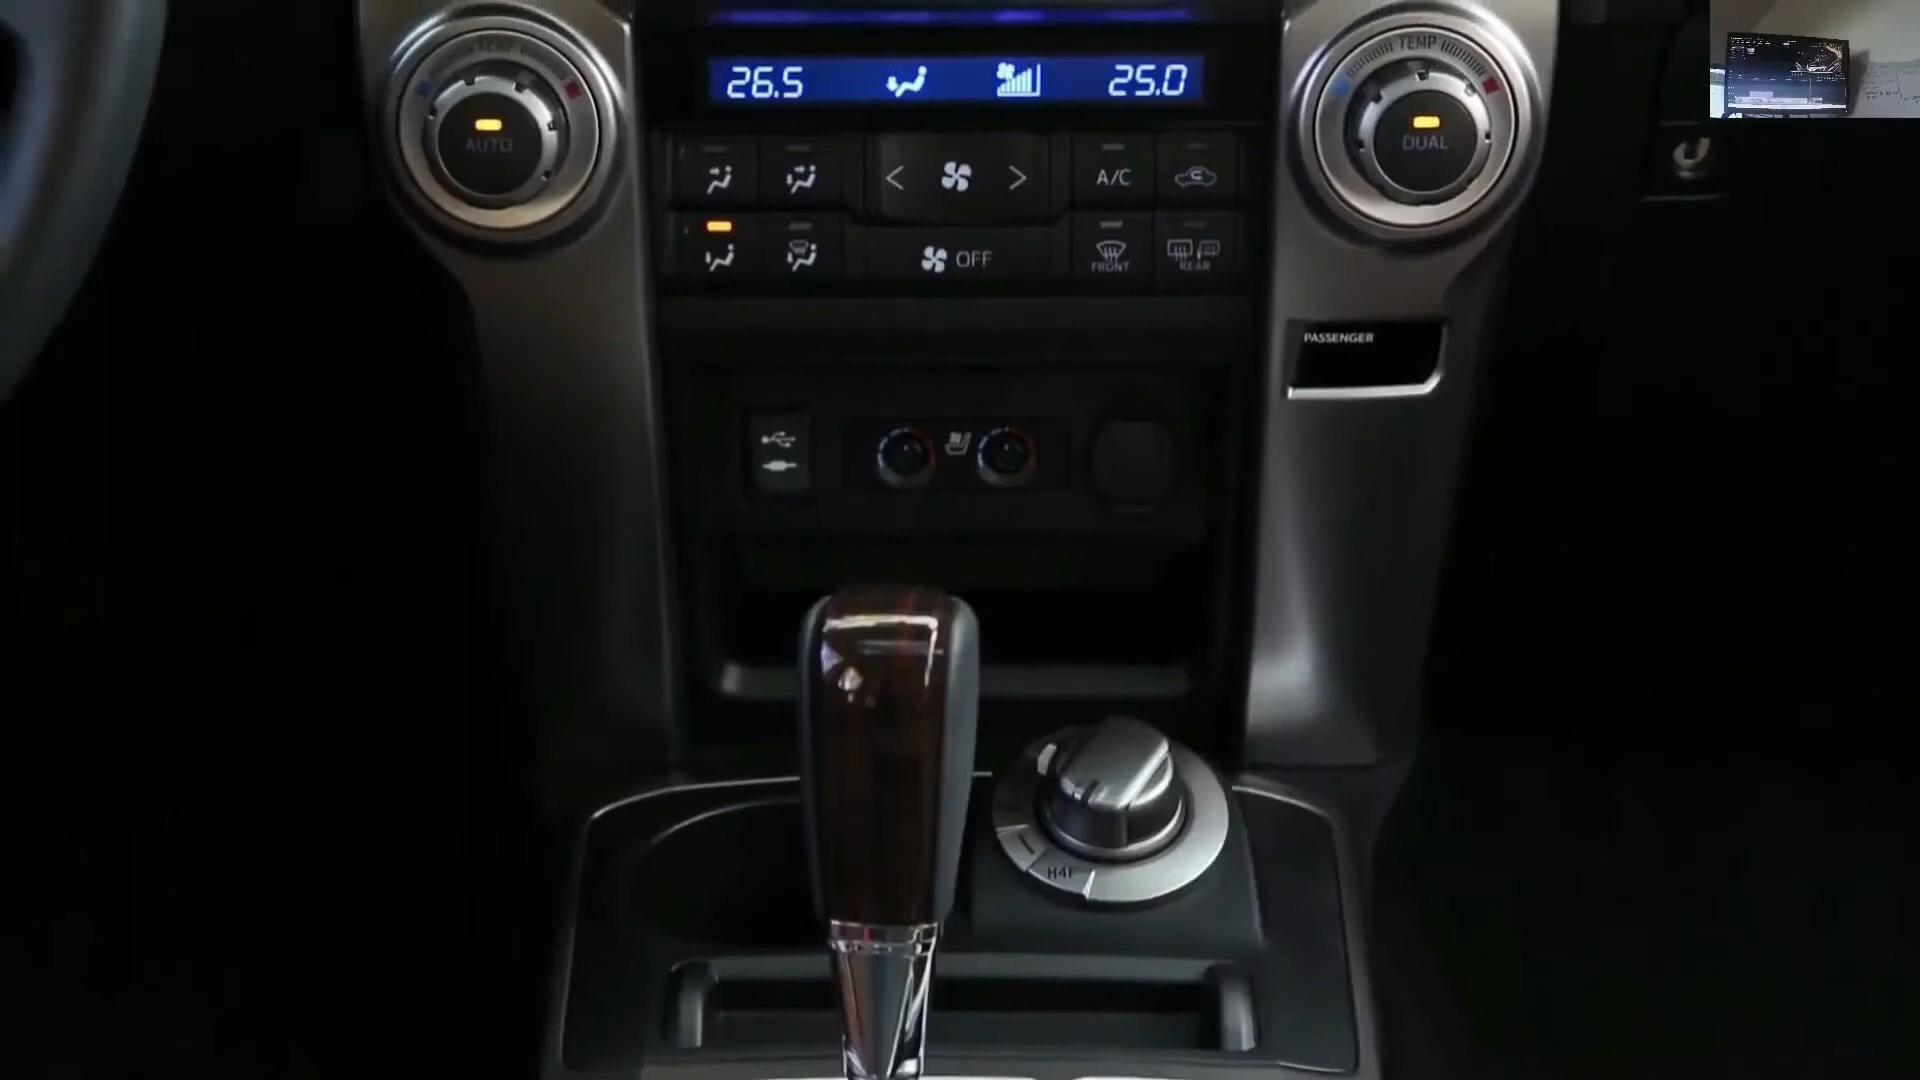 TEMP
TEMP
26.5 25.0
AUTO
DUAL
< > A/C
OFF
FRONT REAR
PASSENGER
H4F